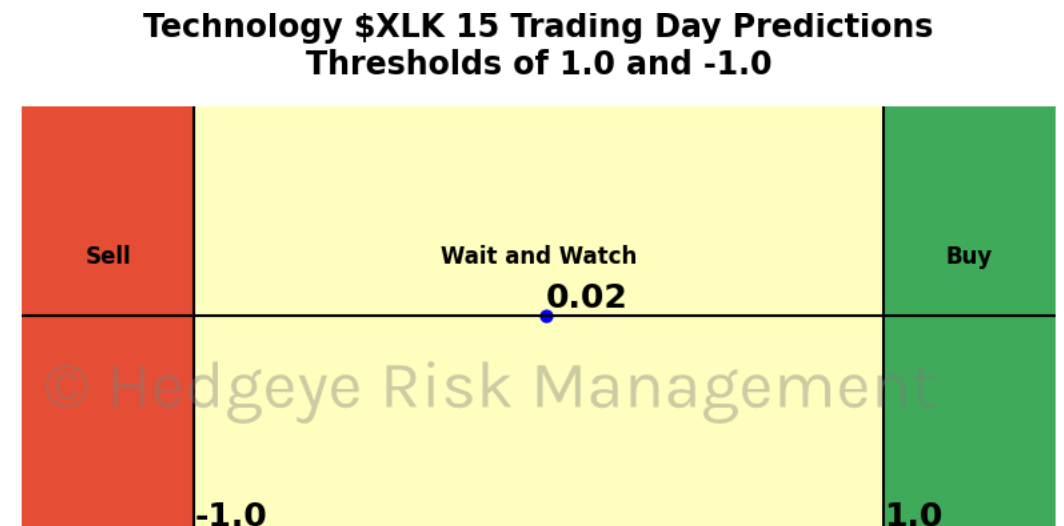 Technology $XLK 15 Trading Day Predictions
Thresholds of 1.0 and -1.0
Sell
Wait and Watch
Buy
0.02
© Hedgeye Risk Management
-1.0
1.0